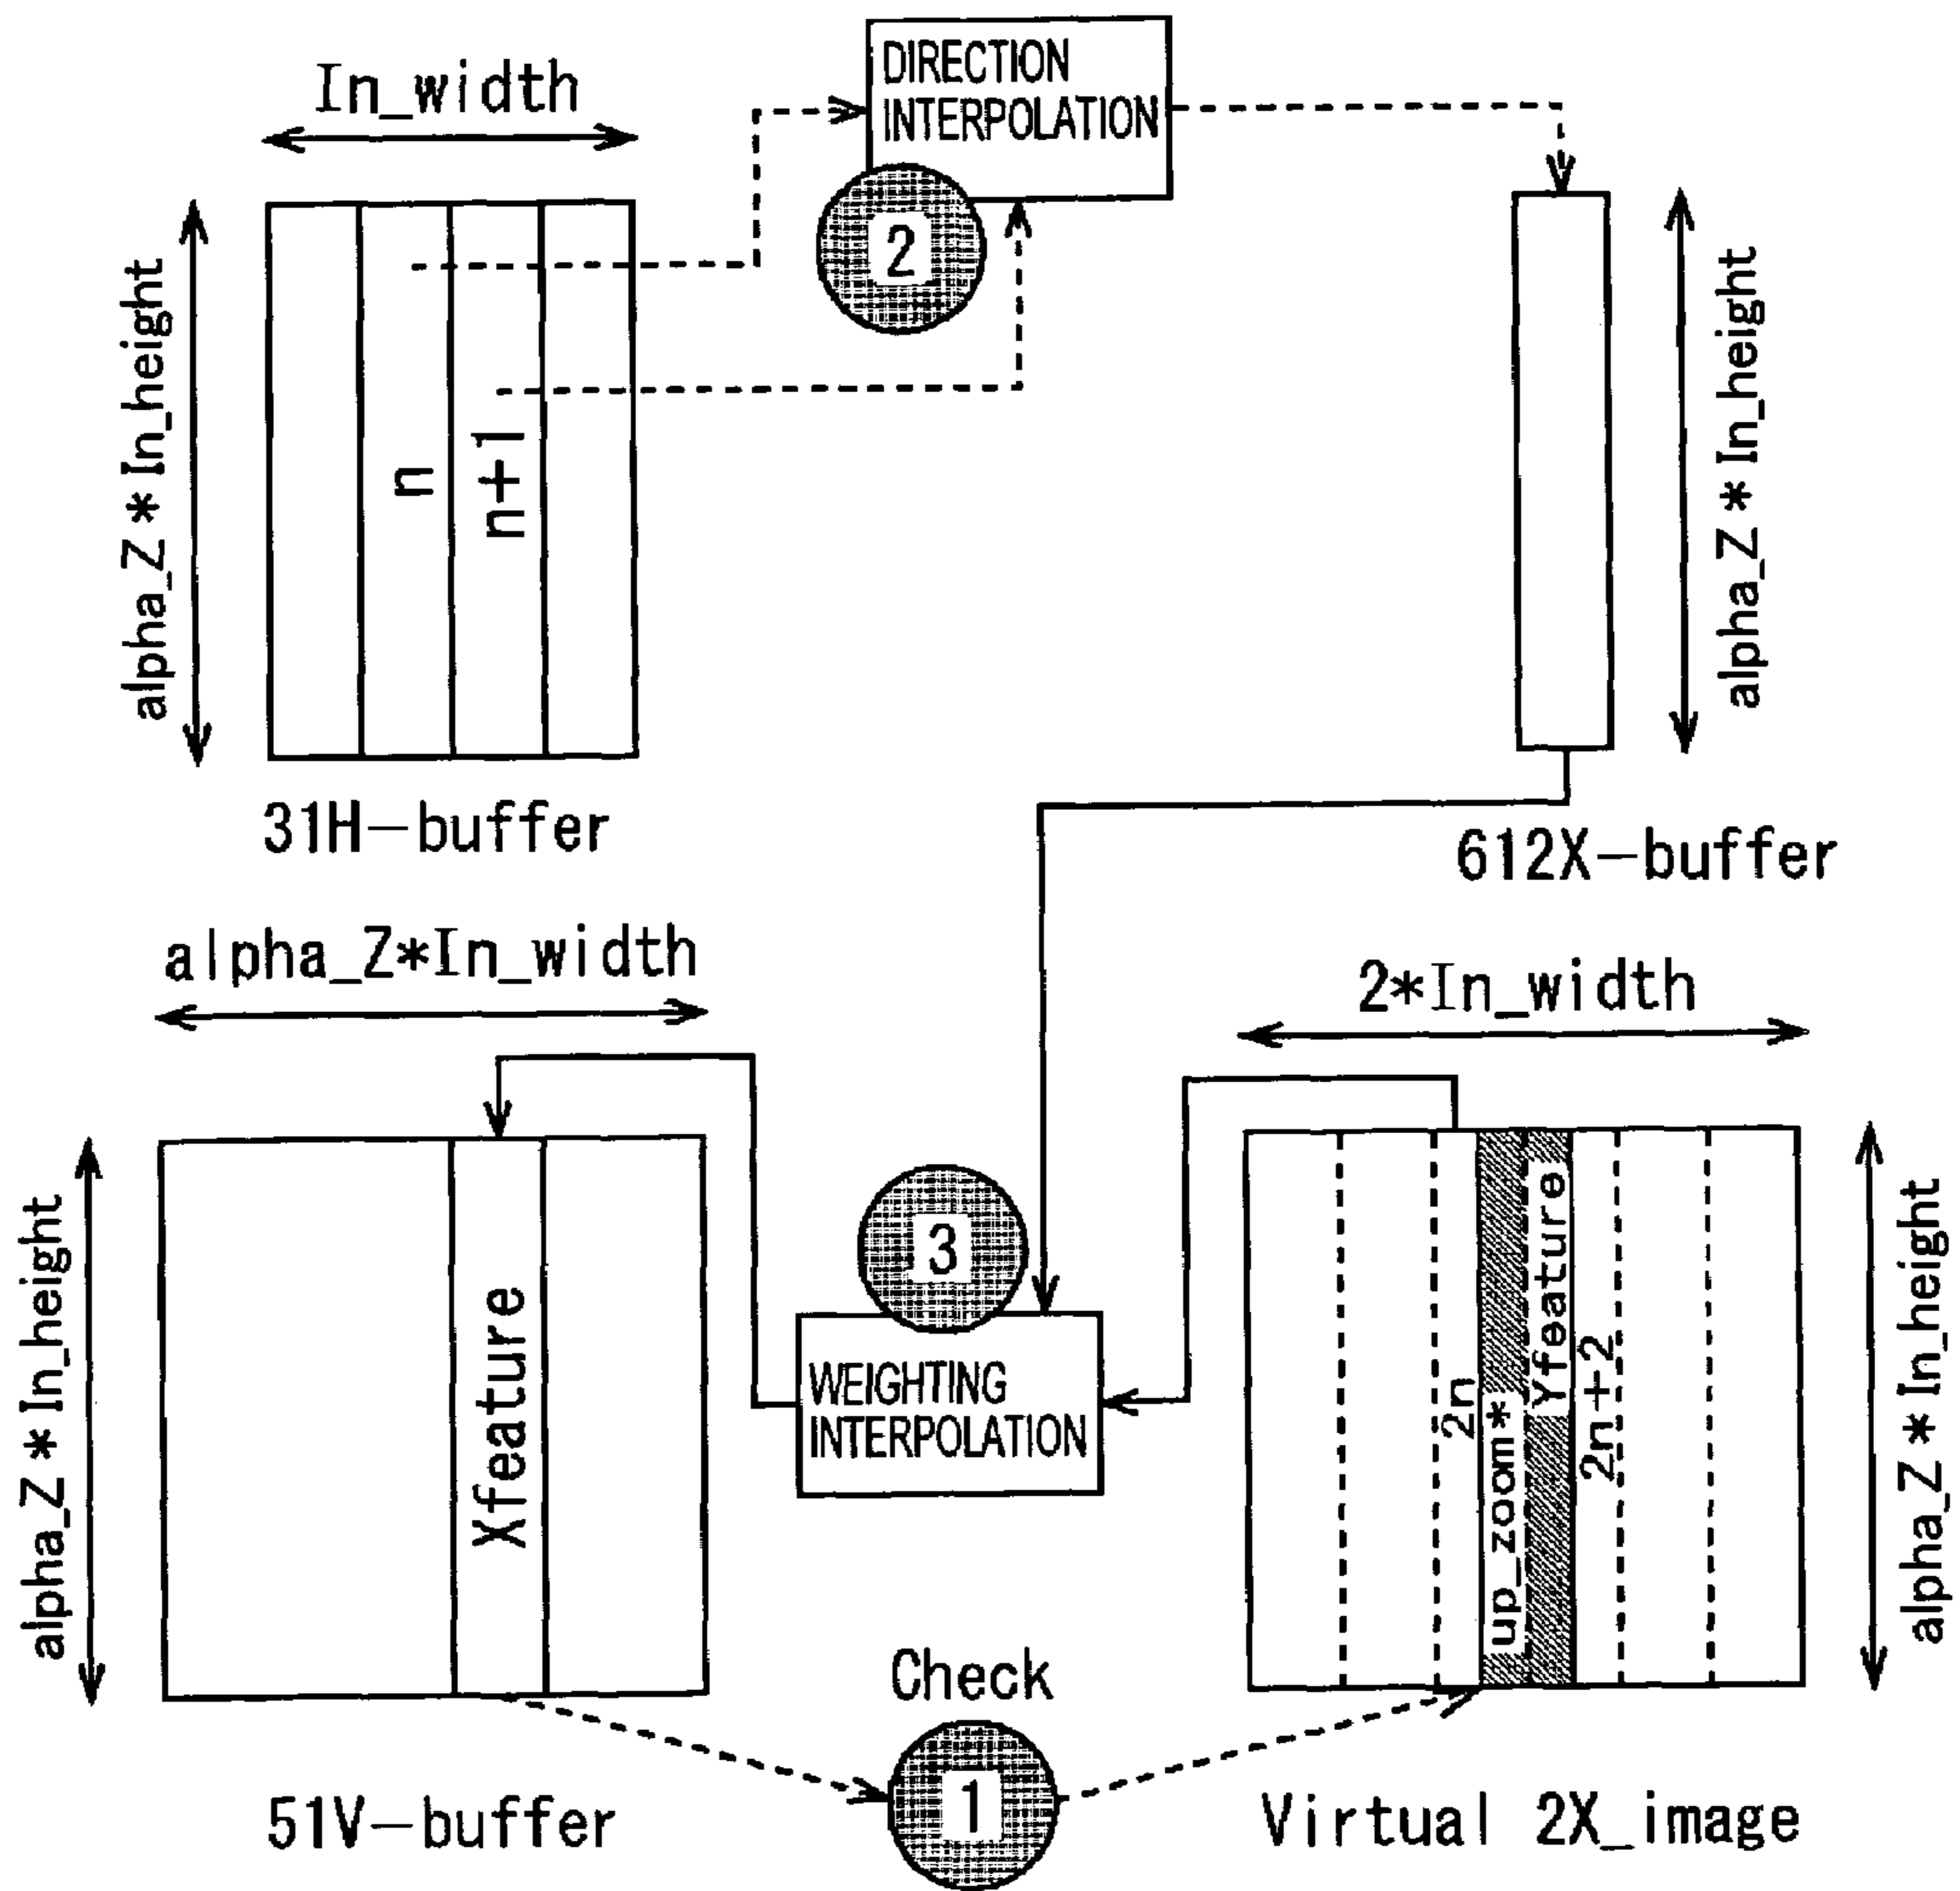 In_width
DIRECTION
INTERPOLATION
2
alpha_Z*In_height
n
n+1
alpha_Z*In_height
31H-buffer
612X-buffer
alpha_Z*In_width
2*In_width
alpha_Z*In_height
Xfeature
3
WEIGHTING
INTERPOLATION
2n
up_zoom*
Yfeature
2n+2
alpha_Z*In_height
Check
1
51V-buffer
Virtual 2X_image